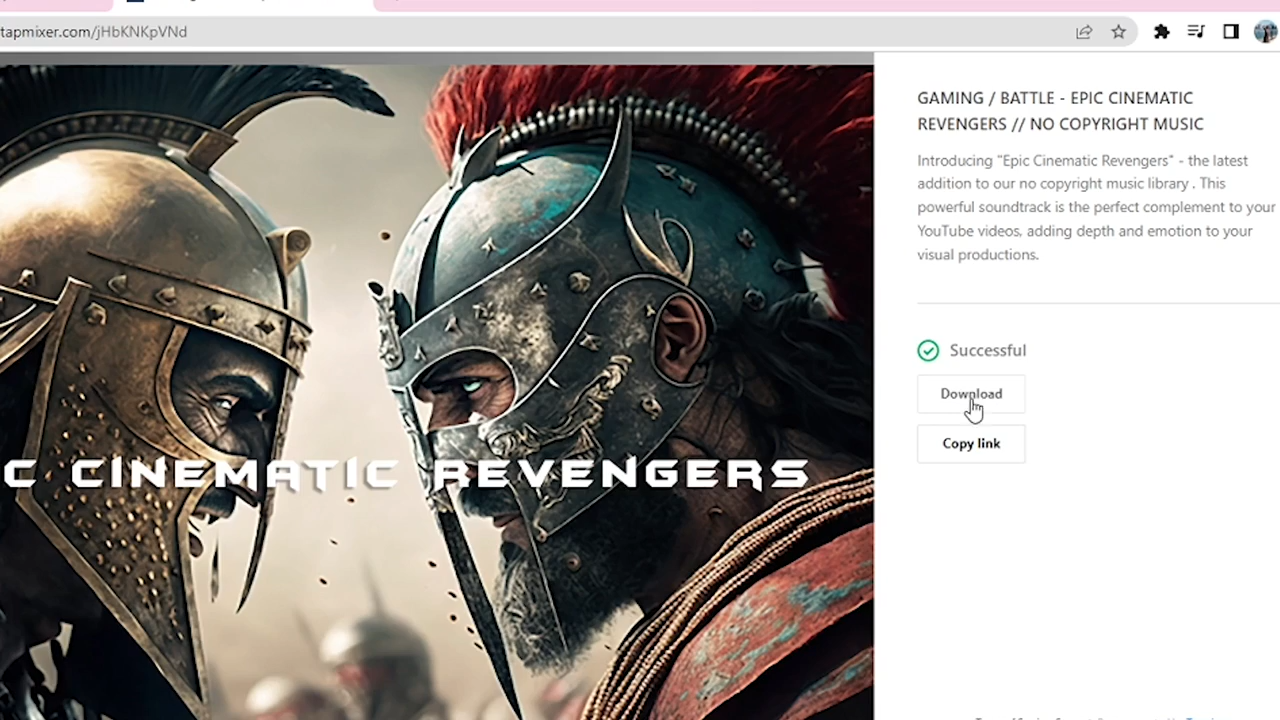 tapmixer.com/jHbKNKpVNd
GAMING / BATTLE - EPIC CINEMATIC
REVENGERS // NO COPYRIGHT MUSIC
Introducing "Epic Cinematic Revengers" - the latest
addition to our no copyright music library . This
powerful soundtrack is the perfect complement to your
YouTube videos, adding depth and emotion to your
visual productions.
Successful
Download
Copy link
C CINEMATIC REVENGERS